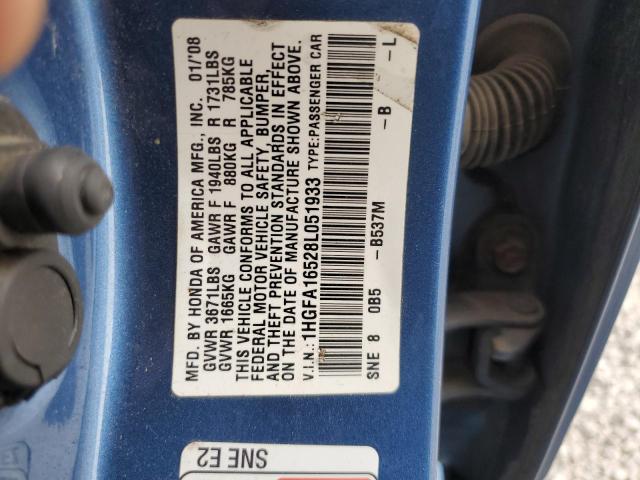 MFD. BY HONDA OF AMERICA MFG., INC. 01/'08
GVWR 3671LBS GAWR F 1940LBS R 1731LBS
GVWR 1665KG GAWR F 880KG R 785KG
THIS VEHICLE CONFORMS TO ALL APPLICABLE
FEDERAL MOTOR VEHICLE SAFETY, BUMPER,
AND THEFT PREVENTION STANDARDS IN EFFECT
ON THE DATE OF MANUFACTURE SHOWN ABOVE.
V.I.N.: 1HGFA16528L051933 TYPE:PASSENGER CAR
SNE 8 0B5 -B537M -B -L
SNE E2